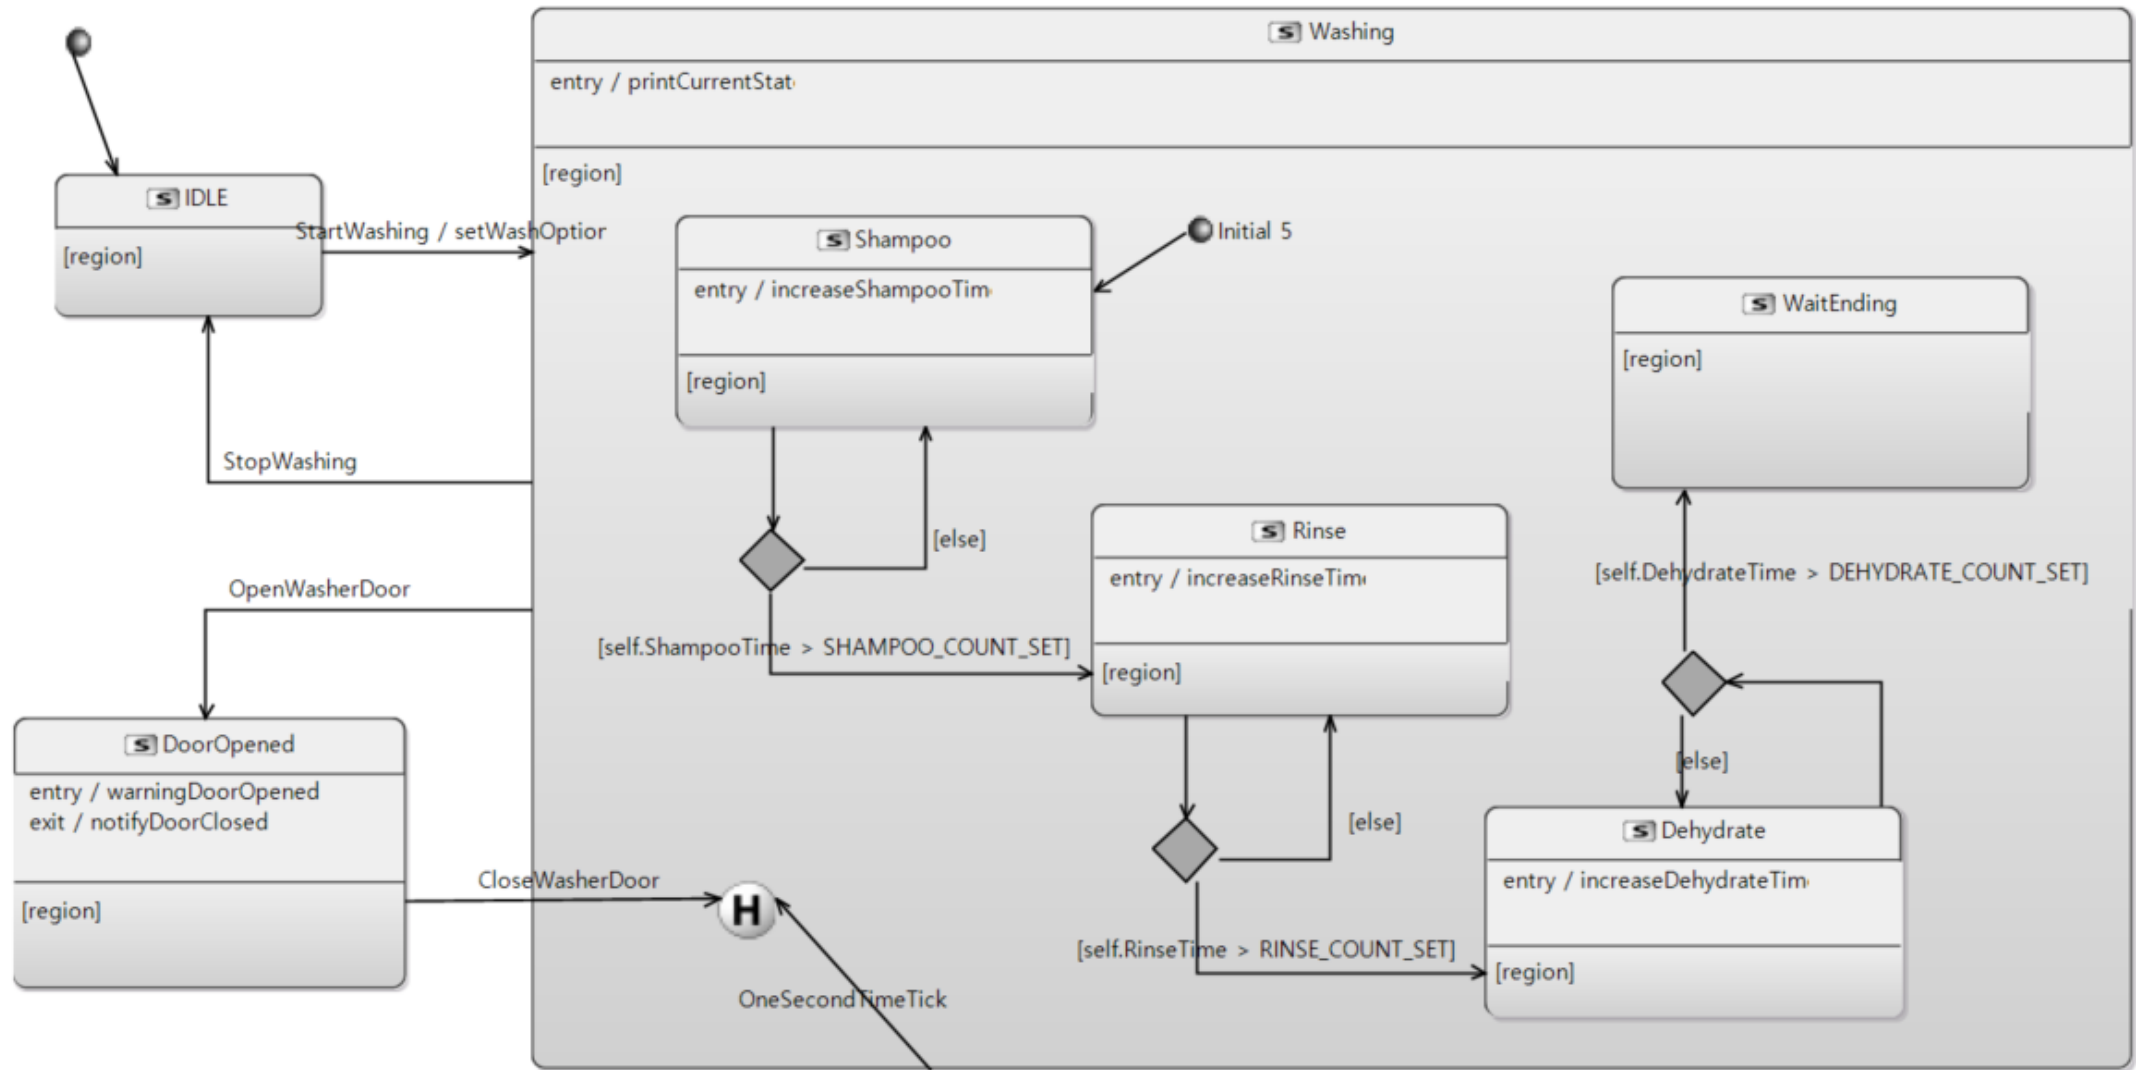 S Washing
entry / printCurrentStat
[region]
S IDLE
[region]
StartWashing / setWashOptior
S Shampoo
entry / increaseShampooTim
[region]
Initial 5
S WaitEnding
[region]
StopWashing
[else]
S Rinse
entry / increaseRinseTim
[region]
[self.DehydrateTime > DEHYDRATE_COUNT_SET]
OpenWasherDoor
[self.ShampooTime > SHAMPOO_COUNT_SET]
S DoorOpened
entry / warningDoorOpened
exit / notifyDoorClosed
[region]
[else]
[else]
S Dehydrate
entry / increaseDehydrateTim
[region]
CloseWasherDoor
H
[self.RinseTime > RINSE_COUNT_SET]
OneSecondTimeTick